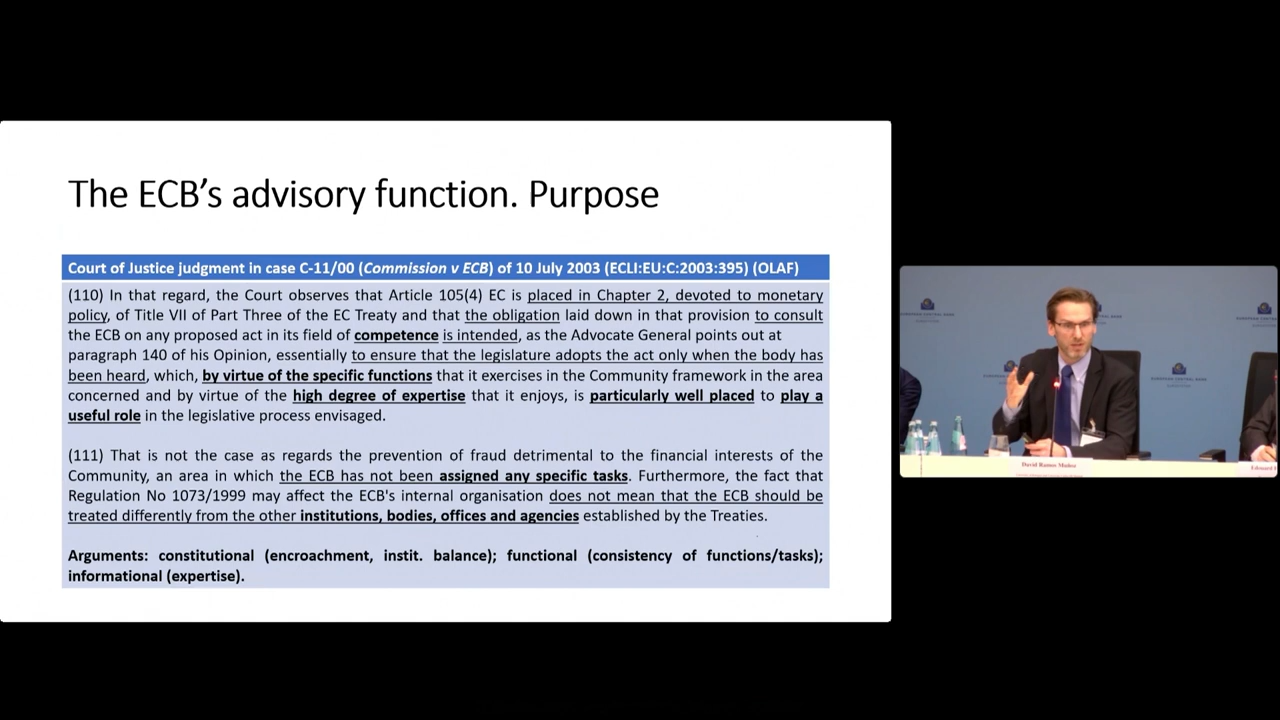 The ECB's advisory function. Purpose
Court of Justice judgment in case C-11/00 (Commission v ECB) of 10 July 2003 (ECLI:EU:C:2003:395) (OLAF)
(110) In that regard, the Court observes that Article 105(4) EC is placed in Chapter 2, devoted to monetary
policy, of Title VII of Part Three of the EC Treaty and that the obligation laid down in that provision to consult
the ECB on any proposed act in its field of competence is intended, as the Advocate General points out at
paragraph 140 of his Opinion, essentially to ensure that the legislature adopts the act only when the body has
been heard, which, by virtue of the specific functions that it exercises in the Community framework in the area
concerned and by virtue of the high degree of expertise that it enjoys, is particularly well placed to play a
useful role in the legislative process envisaged.
(111) That is not the case as regards the prevention of fraud detrimental to the financial interests of the
Community, an area in which the ECB has not been assigned any specific tasks. Furthermore, the fact that
Regulation No 1073/1999 may affect the ECB's internal organisation does not mean that the ECB should be
treated differently from the other institutions, bodies, offices and agencies established by the Treaties.
Arguments: constitutional (encroachment, instit. balance); functional (consistency of functions/tasks);
informational (expertise).
EUROPEAN CENTRAL BANK
David Ramos Muñoz